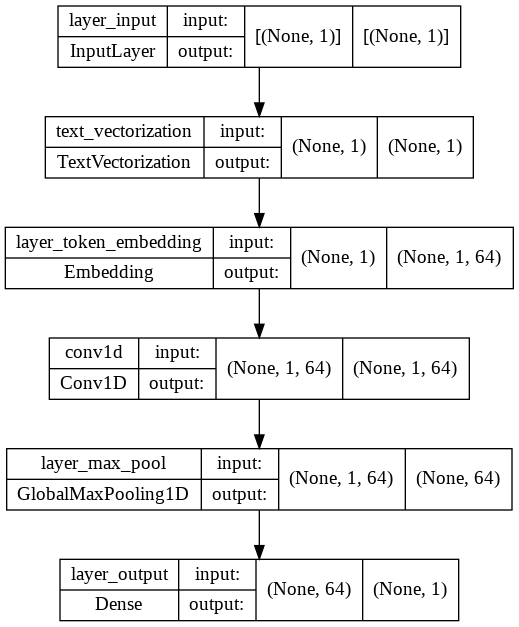 layer_input input: [(None, 1)] [(None, 1)]
InputLayer output:
text_vectorization input: (None, 1) (None, 1)
TextVectorization output:
layer_token_embedding input: (None, 1) (None, 1, 64)
Embedding output:
conv1d input: (None, 1, 64) (None, 1, 64)
Conv1D output:
layer_max_pool input: (None, 1, 64) (None, 64)
GlobalMaxPooling1D output:
layer_output input: (None, 64) (None, 1)
Dense output: